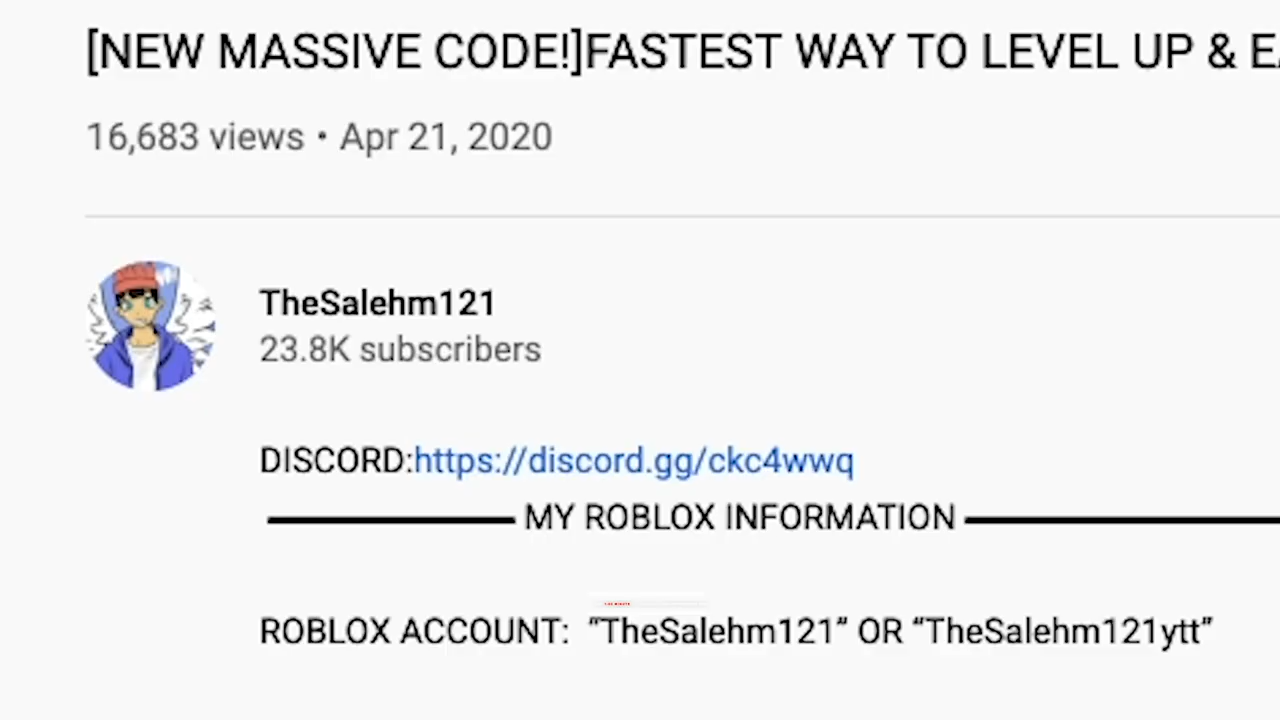 [NEW MASSIVE CODE!]FASTEST WAY TO LEVEL UP & EA
16,683 views • Apr 21, 2020
TheSalehm121
23.8K subscribers
DISCORD:https://discord.gg/ckc4wwq
MY ROBLOX INFORMATION
ROBLOX ACCOUNT: “TheSalehm121” OR “TheSalehm121ytt”